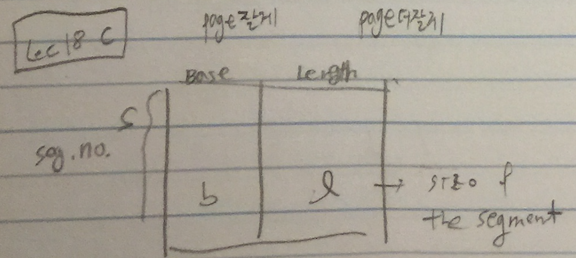 Lec 18 C
page 잘게 page 더 잘게
Base Length
S
seg. no.
b l → size of
the segment